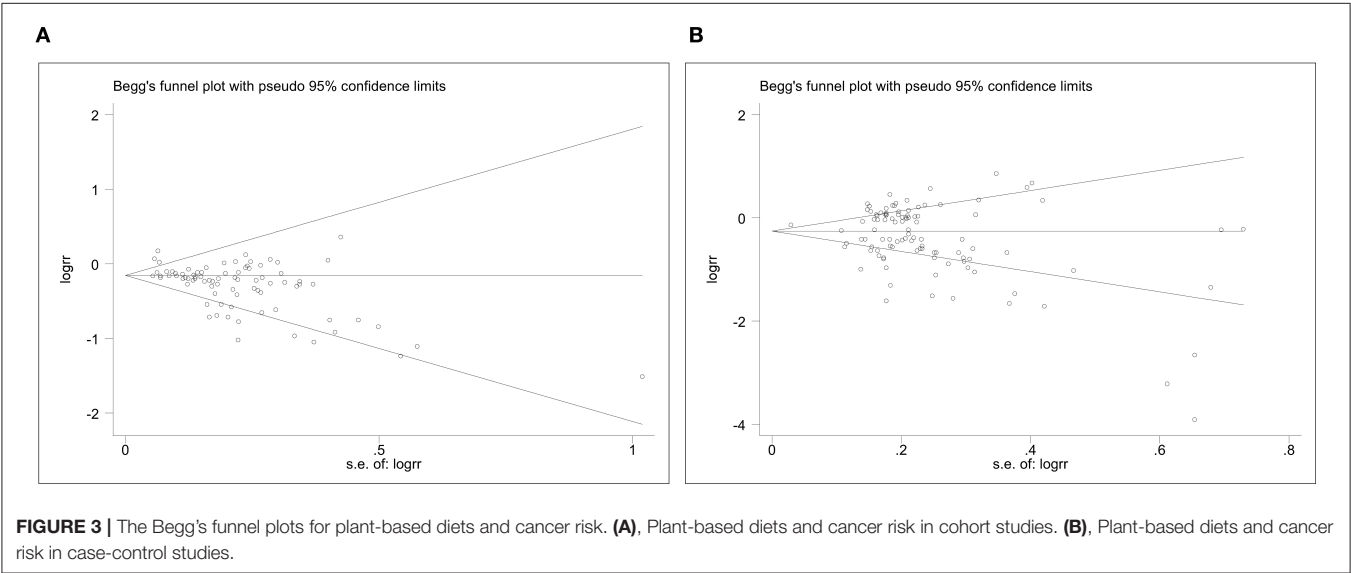 A
B
Begg's funnel plot with pseudo 95% confidence limits
2
1
0
-1
-2
logrr
0
.5
1
s.e. of: logrr
Begg's funnel plot with pseudo 95% confidence limits
2
0
-2
-4
logrr
0
.2
.4
.6
.8
s.e. of: logrr
FIGURE 3 | The Begg’s funnel plots for plant-based diets and cancer risk. (A), Plant-based diets and cancer risk in cohort studies. (B), Plant-based diets and cancer
risk in case-control studies.